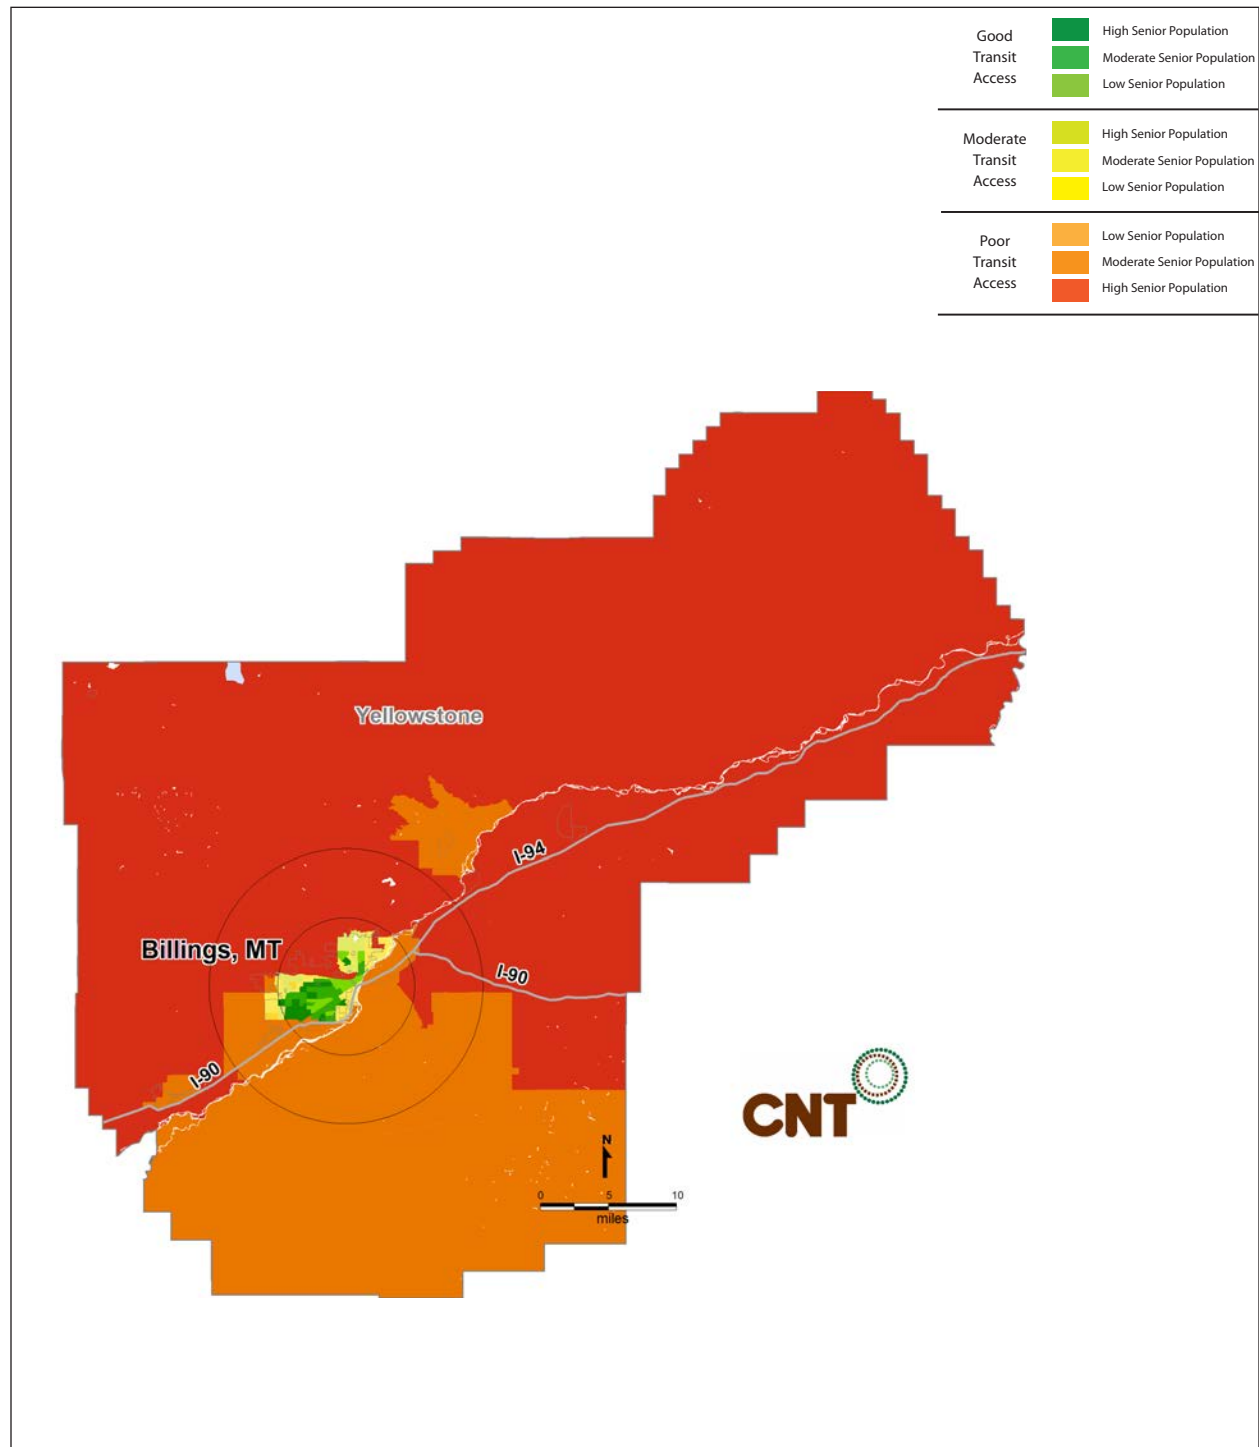 Good
Transit
Access
High Senior Population
Moderate Senior Population
Low Senior Population
Moderate
Transit
Access
High Senior Population
Moderate Senior Population
Low Senior Population
Poor
Transit
Access
Low Senior Population
Moderate Senior Population
High Senior Population
Yellowstone
I-94
Billings, MT
I-90
I-90
CNT
N
0 5 10
miles